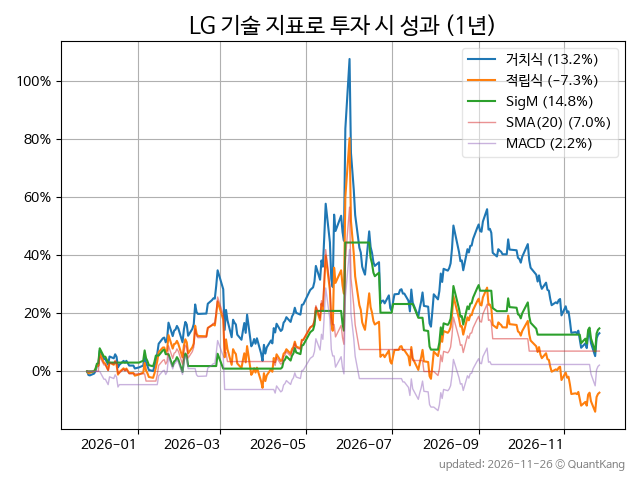 LG 기술 지표로 투자 시 성과 (1년)
거치식 (13.2%)
적립식 (−7.3%)
SigM (14.8%)
SMA(20) (7.0%)
MACD (2.2%)
100%
80%
60%
40%
20%
0%
2026-01 2026-03 2026-05 2026-07 2026-09 2026-11
updated: 2026-11-26 ⓒ QuantKang